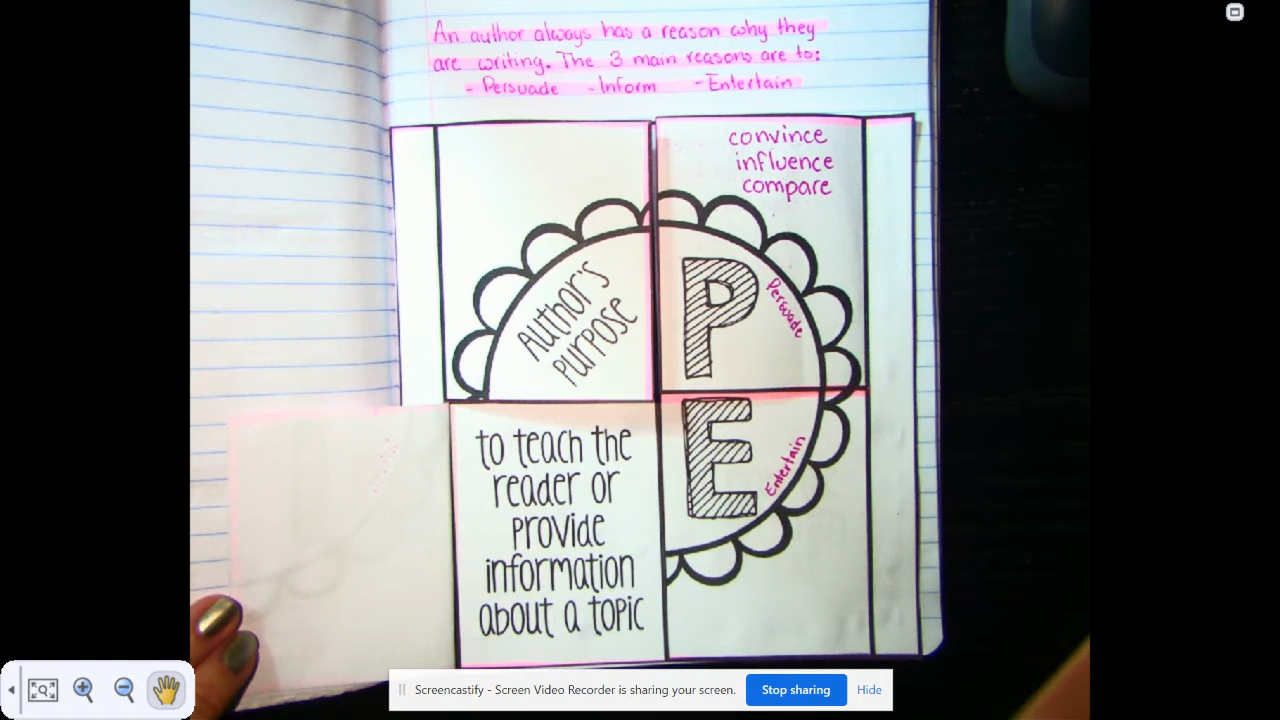 An author always has a reason why they
are writing. The 3 main reasons are to:
- Persuade - Inform - Entertain
convince
influence
compare
Author's
Purpose
P
Persuade
E
Entertain
to teach the
reader or
provide
information
about a topic
Screencastify - Screen Video Recorder is sharing your screen.
Stop sharing
Hide